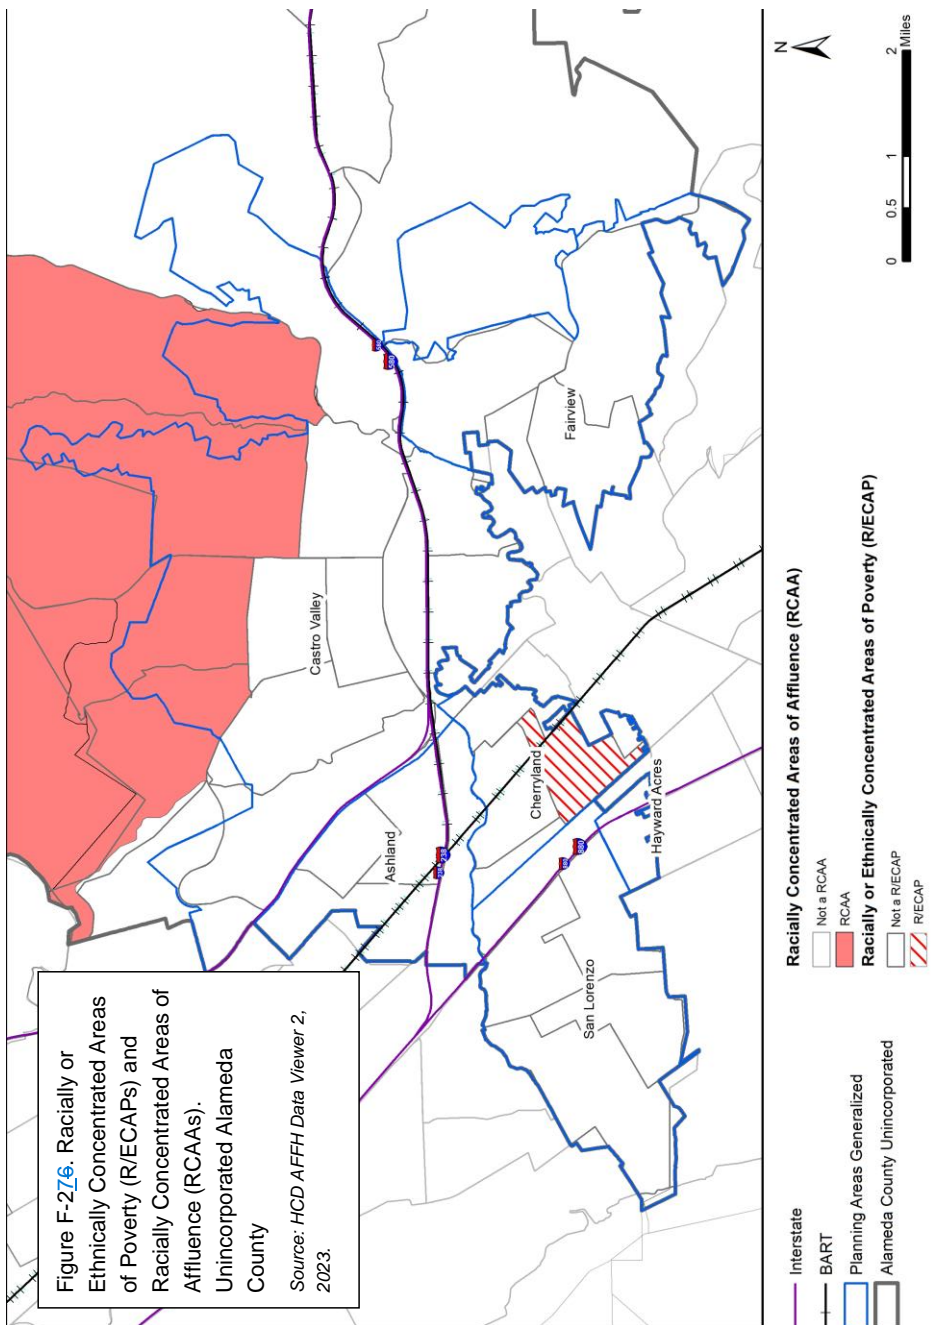 Figure F-276. Racially or
Ethnically Concentrated Areas
of Poverty (R/ECAPs) and
Racially Concentrated Areas of
Affluence (RCAAs).
Unincorporated Alameda
County
Source: HCD AFFH Data Viewer 2,
2023.
Castro Valley
Ashland
Fairview
Cherryland
Hayward Acres
San Lorenzo
Interstate
BART
Planning Areas Generalized
Alameda County Unincorporated
Racially Concentrated Areas of Affluence (RCAA)
Not a RCAA
RCAA
Racially or Ethnically Concentrated Areas of Poverty (R/ECAP)
Not a R/ECAP
R/ECAP
N
0 0.5 1 2
Miles